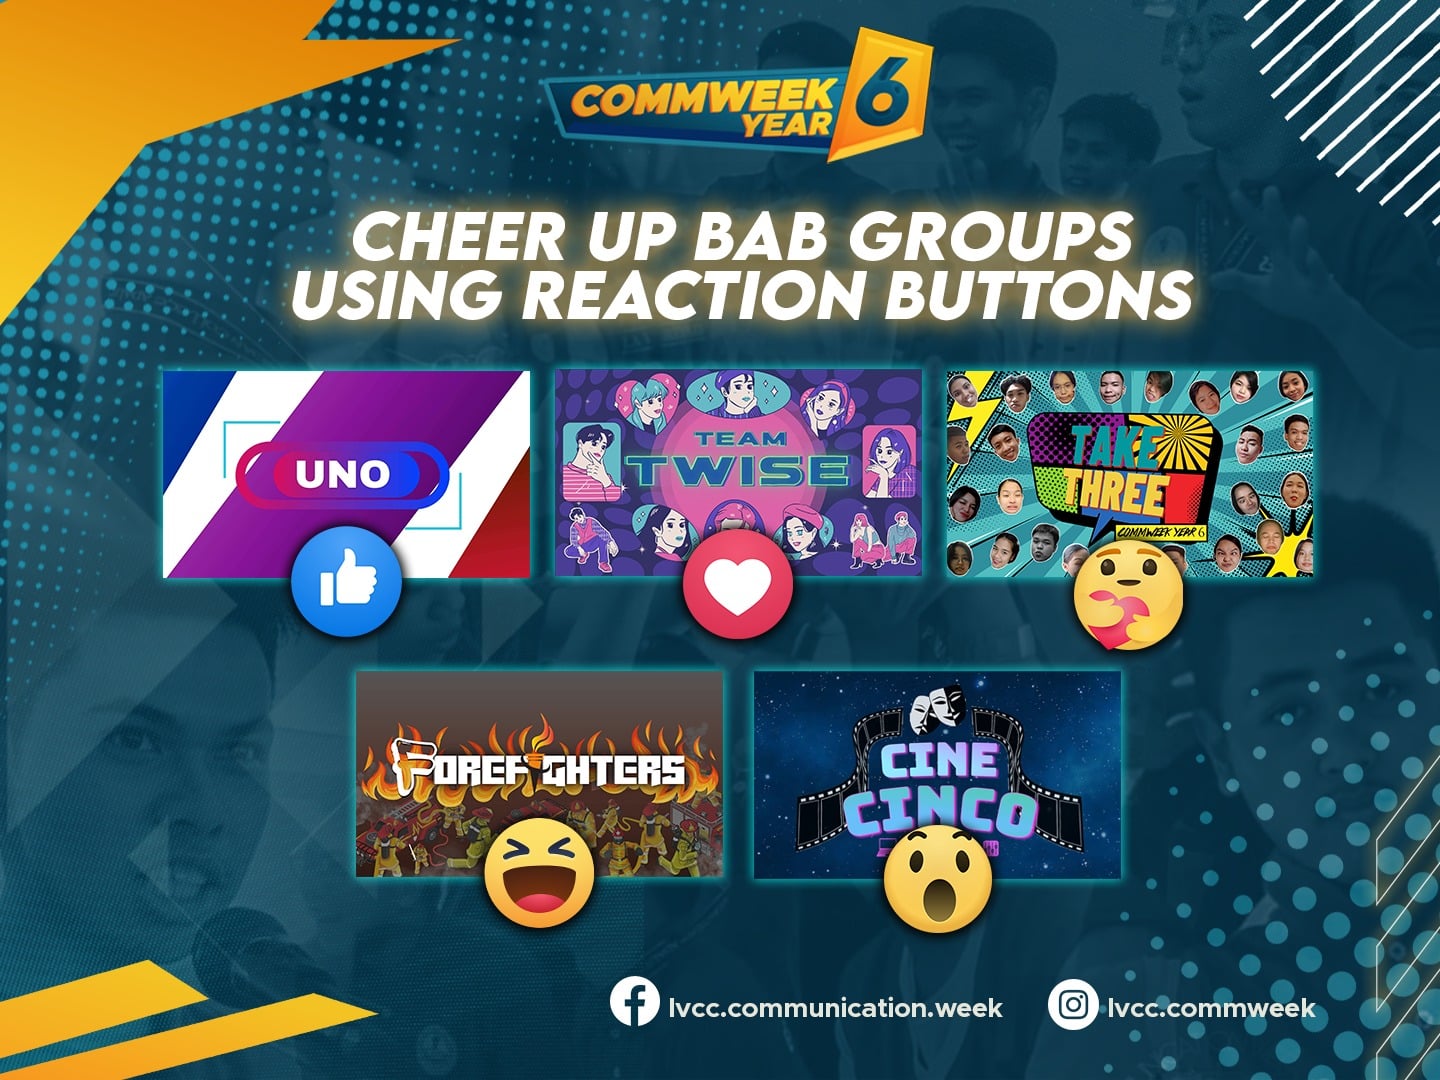 COMMWEEK
YEAR 6
CHEER UP BAB GROUPS
USING REACTION BUTTONS
UNO
TEAM
TWISE
TAKE
THREE
COMMWEEK YEAR 6
FOREFIGHTERS
CINE
CINCO
lvcc.communication.week
lvcc.commweek